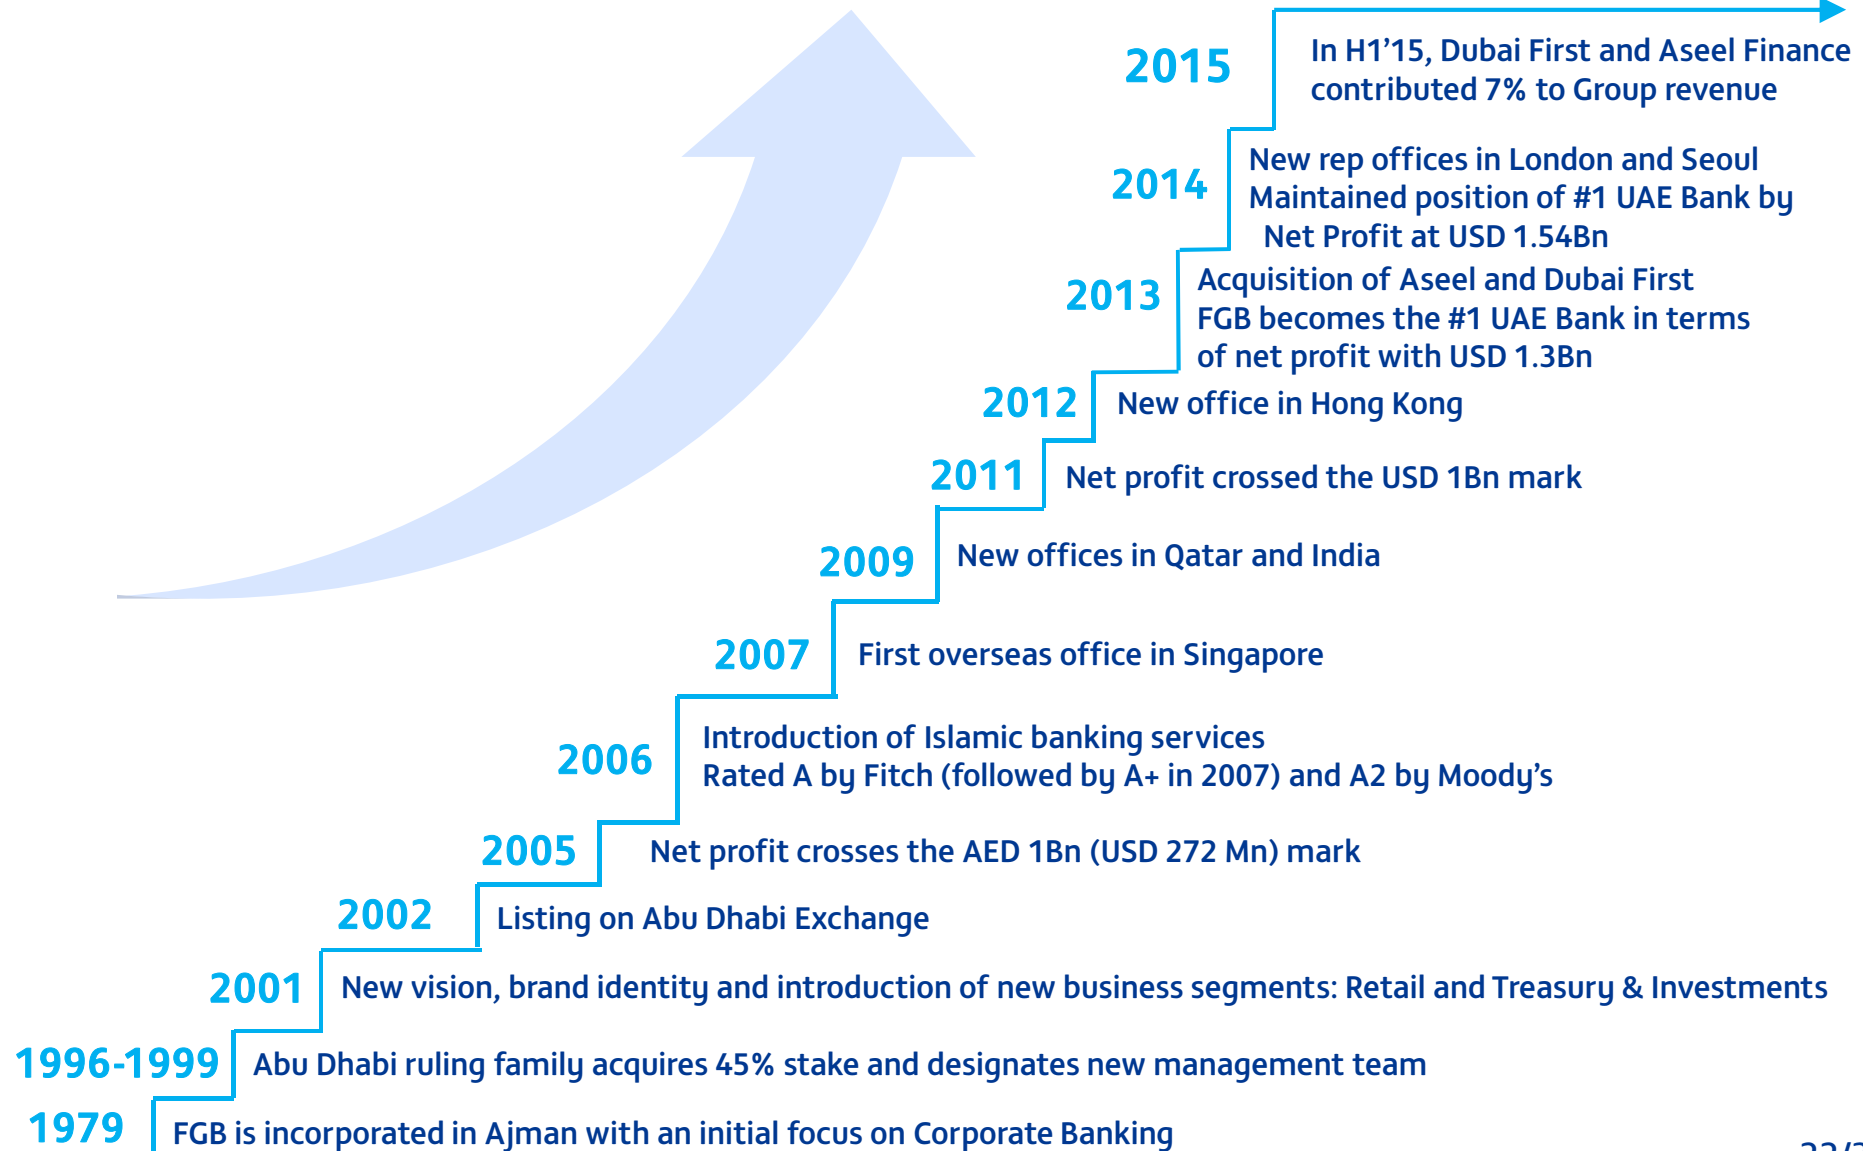 2015
In H1’15, Dubai First and Aseel Finance
contributed 7% to Group revenue
2014
New rep offices in London and Seoul
Maintained position of #1 UAE Bank by
Net Profit at USD 1.54Bn
2013
Acquisition of Aseel and Dubai First
FGB becomes the #1 UAE Bank in terms
of net profit with USD 1.3Bn
2012
New office in Hong Kong
2011
Net profit crossed the USD 1Bn mark
2009
New offices in Qatar and India
2007
First overseas office in Singapore
2006
Introduction of Islamic banking services
Rated A by Fitch (followed by A+ in 2007) and A2 by Moody’s
2005
Net profit crosses the AED 1Bn (USD 272 Mn) mark
2002
Listing on Abu Dhabi Exchange
2001
New vision, brand identity and introduction of new business segments: Retail and Treasury & Investments
1996-1999
Abu Dhabi ruling family acquires 45% stake and designates new management team
1979
FGB is incorporated in Ajman with an initial focus on Corporate Banking